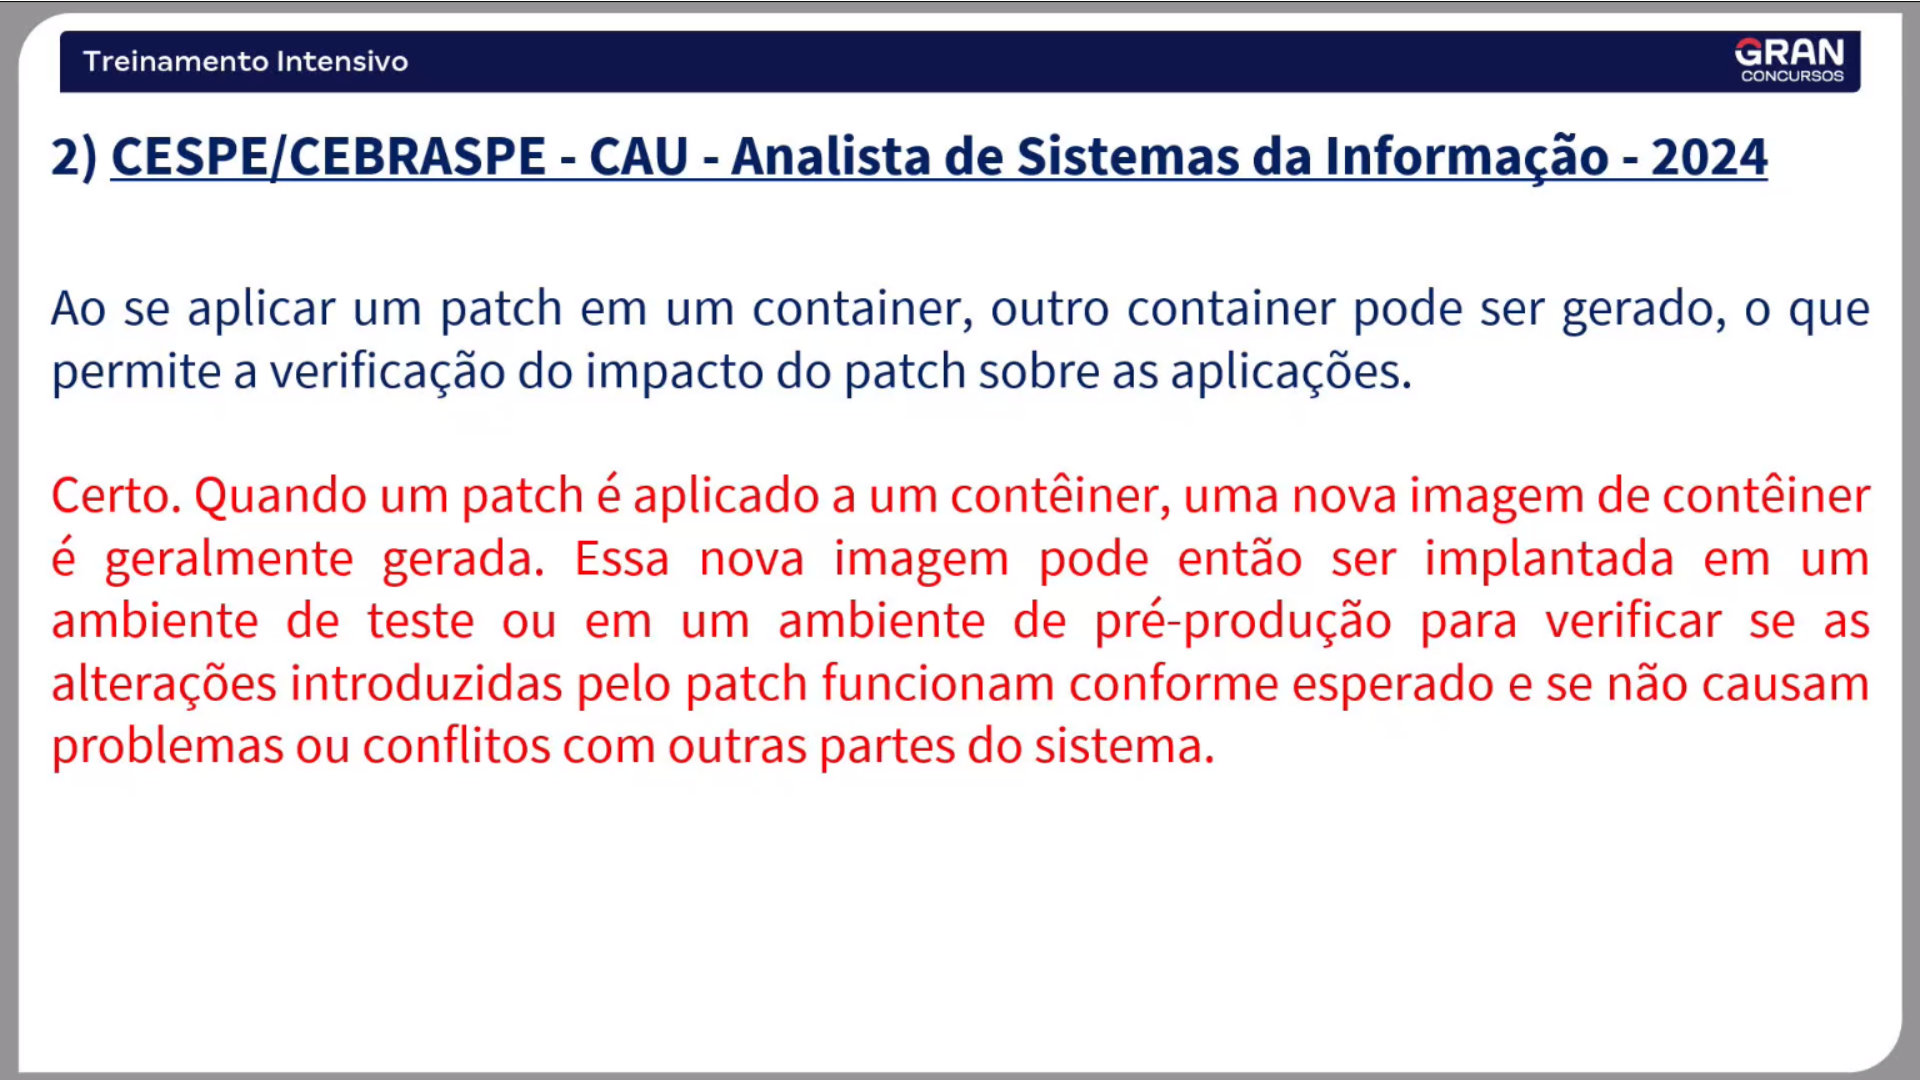 Treinamento Intensivo
GRAN
CONCURSOS
2) CESPE/CEBRASPE - CAU - Analista de Sistemas da Informação - 2024
Ao se aplicar um patch em um container, outro container pode ser gerado, o que
permite a verificação do impacto do patch sobre as aplicações.
Certo. Quando um patch é aplicado a um contêiner, uma nova imagem de contêiner
é geralmente gerada. Essa nova imagem pode então ser implantada em um
ambiente de teste ou em um ambiente de pré-produção para verificar se as
alterações introduzidas pelo patch funcionam conforme esperado e se não causam
problemas ou conflitos com outras partes do sistema.